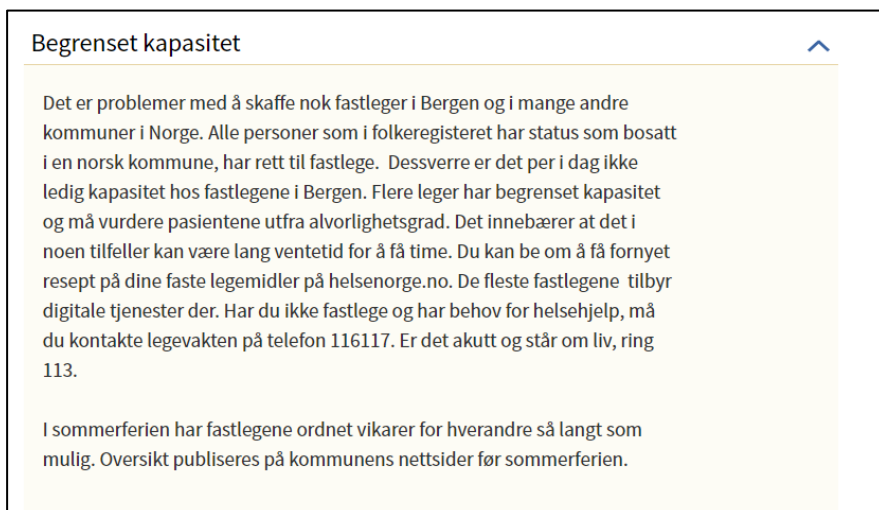 Begrenset kapasitet
Det er problemer med å skaffe nok fastleger i Bergen og i mange andre
kommuner i Norge. Alle personer som i folkeregisteret har status som bosatt
i en norsk kommune, har rett til fastlege.  Dessverre er det per i dag ikke
ledig kapasitet hos fastlegene i Bergen. Flere leger har begrenset kapasitet
og må vurdere pasientene utfra alvorlighetsgrad. Det innebærer at det i
noen tilfeller kan være lang ventetid for å få time. Du kan be om å få fornyet
resept på dine faste legemidler på helsenorge.no. De fleste fastlegene  tilbyr
digitale tjenester der. Har du ikke fastlege og har behov for helsehjelp, må
du kontakte legevakten på telefon 116117. Er det akutt og står om liv, ring
113.
I sommerferien har fastlegene ordnet vikarer for hverandre så langt som
mulig. Oversikt publiseres på kommunens nettsider før sommerferien.